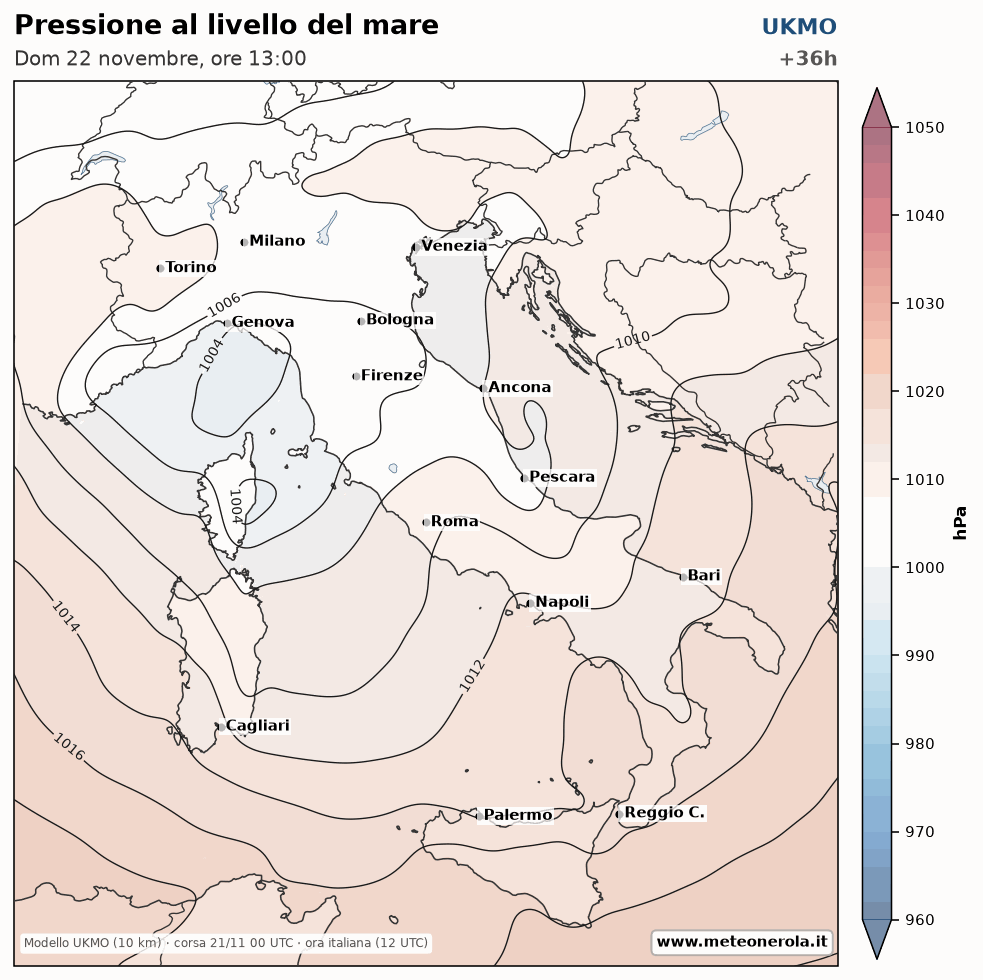 Pressione al livello del mare
UKMO
Dom 22 novembre, ore 13:00
+36h
1050
1040
1030
1020
1010
1000
990
980
970
960
hPa
Milano
Venezia
Torino
1006
Genova
Bologna
1010
1004
Firenze
Ancona
Pescara
1004
Roma
Bari
Napoli
1014
1012
Cagliari
1016
Palermo
Reggio C.
Modello UKMO (10 km) · corsa 21/11 00 UTC · ora italiana (12 UTC)
www.meteonerola.it